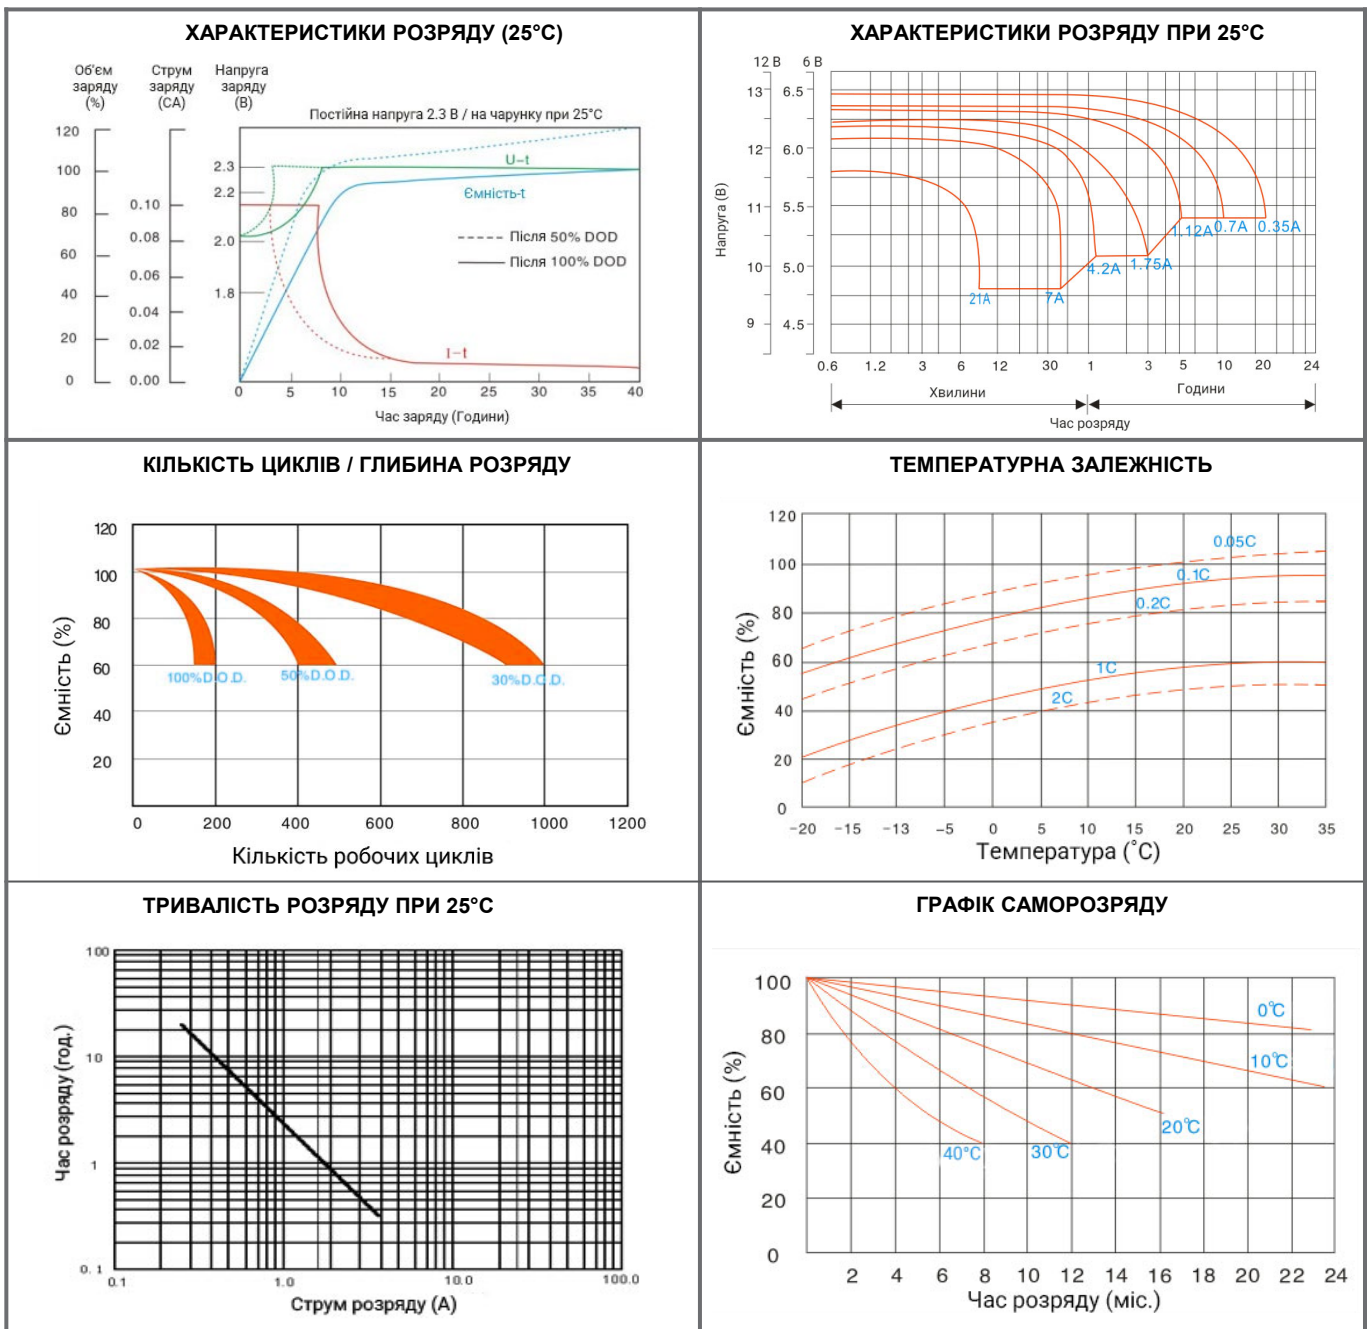 ХАРАКТЕРИСТИКИ РОЗРЯДУ (25°C)
Об'єм заряду (%)
Струм заряду (CA)
Напруга заряду (В)
Постійна напруга 2.3 В / на чарунку при 25°C
120
100
80
60
40
20
0
0.10
0.08
0.06
0.04
0.02
0.00
2.3
2.2
2.0
1.8
U-t
Ємність-t
Після 50% DOD
Після 100% DOD
I-t
0 5 10 15 20 25 30 35 40
Час заряду (Години)
ХАРАКТЕРИСТИКИ РОЗРЯДУ ПРИ 25°C
12 В 6 В
13 6.5
12 6.0
11 5.5
10 5.0
9 4.5
Напруга (В)
21A
7A
4.2A
1.75A
1.12A
0.7A
0.35A
0.6 1.2 3 6 12 30 1 3 5 10 20 24
Хвилини
Години
Час розряду
КІЛЬКІСТЬ ЦИКЛІВ / ГЛИБИНА РОЗРЯДУ
120
100
80
60
40
20
Ємність (%)
100%D.O.D.
50%D.O.D.
30%D.O.D.
0 200 400 600 800 1000 1200
Кількість робочих циклів
ТЕМПЕРАТУРНА ЗАЛЕЖНІСТЬ
120
100
80
60
40
20
0
Ємність (%)
0.05C
0.1C
0.2C
1C
2C
-20 -15 -13 -5 0 5 10 15 20 25 30 35
Температура (°C)
ТРИВАЛІСТЬ РОЗРЯДУ ПРИ 25°C
100
10
1
0.1
Час розряду (год.)
0.1 1.0 10.0 100.0
Струм розряду (А)
ГРАФІК САМОРОЗРЯДУ
100
80
60
40
20
0
Ємність (%)
0°C
10°C
20°C
30°C
40°C
2 4 6 8 10 12 14 16 18 20 22 24
Час розряду (міс.)